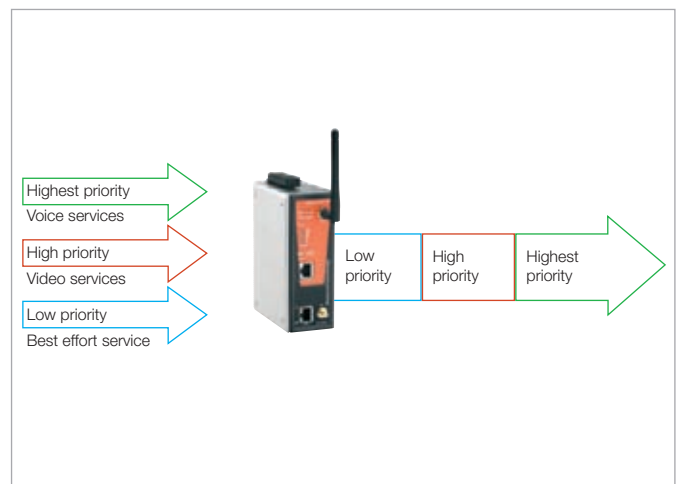 Highest priority
Voice services
High priority
Video services
Low priority
Best effort service
Low
priority
High
priority
Highest
priority